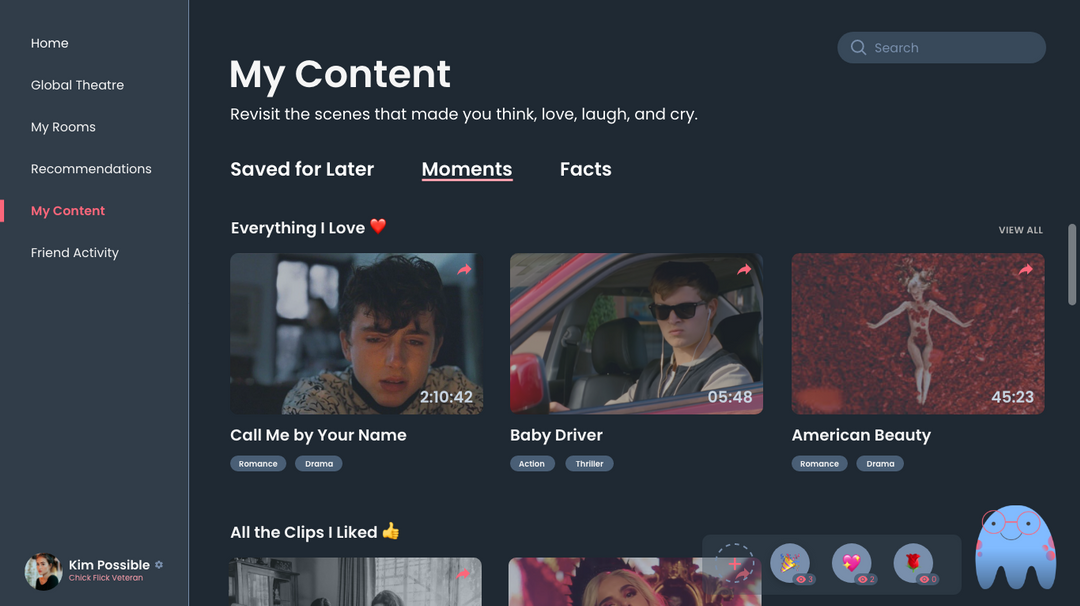 Home
Global Theatre
My Rooms
Recommendations
My Content
Friend Activity
Kim Possible
Chick Flick Veteran
Search
My Content
Revisit the scenes that made you think, love, laugh, and cry.
Saved for Later Moments Facts
Everything I Love ❤️ VIEW ALL
2:10:42 05:48 45:23
Call Me by Your Name Baby Driver American Beauty
Romance Drama Action Thriller Romance Drama
All the Clips I Liked 👍
3 2 0